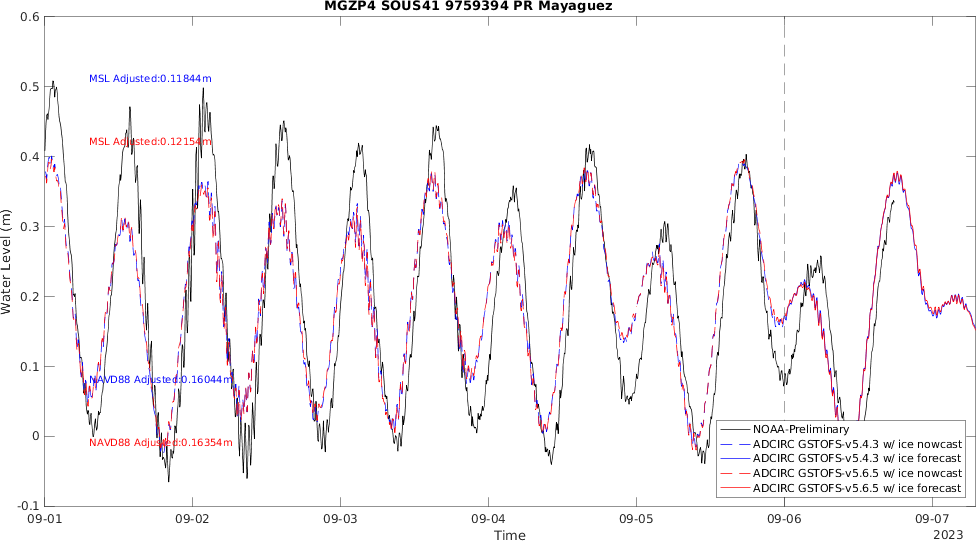 MGZP4 SOUS41 9759394 PR Mayaguez
0.6
0.5
0.4
0.3
0.2
0.1
0
-0.1
Water Level (m)
MSL Adjusted:0.11844m
MSL Adjusted:0.12154m
NAVD88 Adjusted:0.16044m
NAVD88 Adjusted:0.16354m
NOAA-Preliminary
ADCIRC GSTOFS-v5.4.3 w/ ice nowcast
ADCIRC GSTOFS-v5.4.3 w/ ice forecast
ADCIRC GSTOFS-v5.6.5 w/ ice nowcast
ADCIRC GSTOFS-v5.6.5 w/ ice forecast
09-01 09-02 09-03 09-04 09-05 09-06 09-07
Time
2023